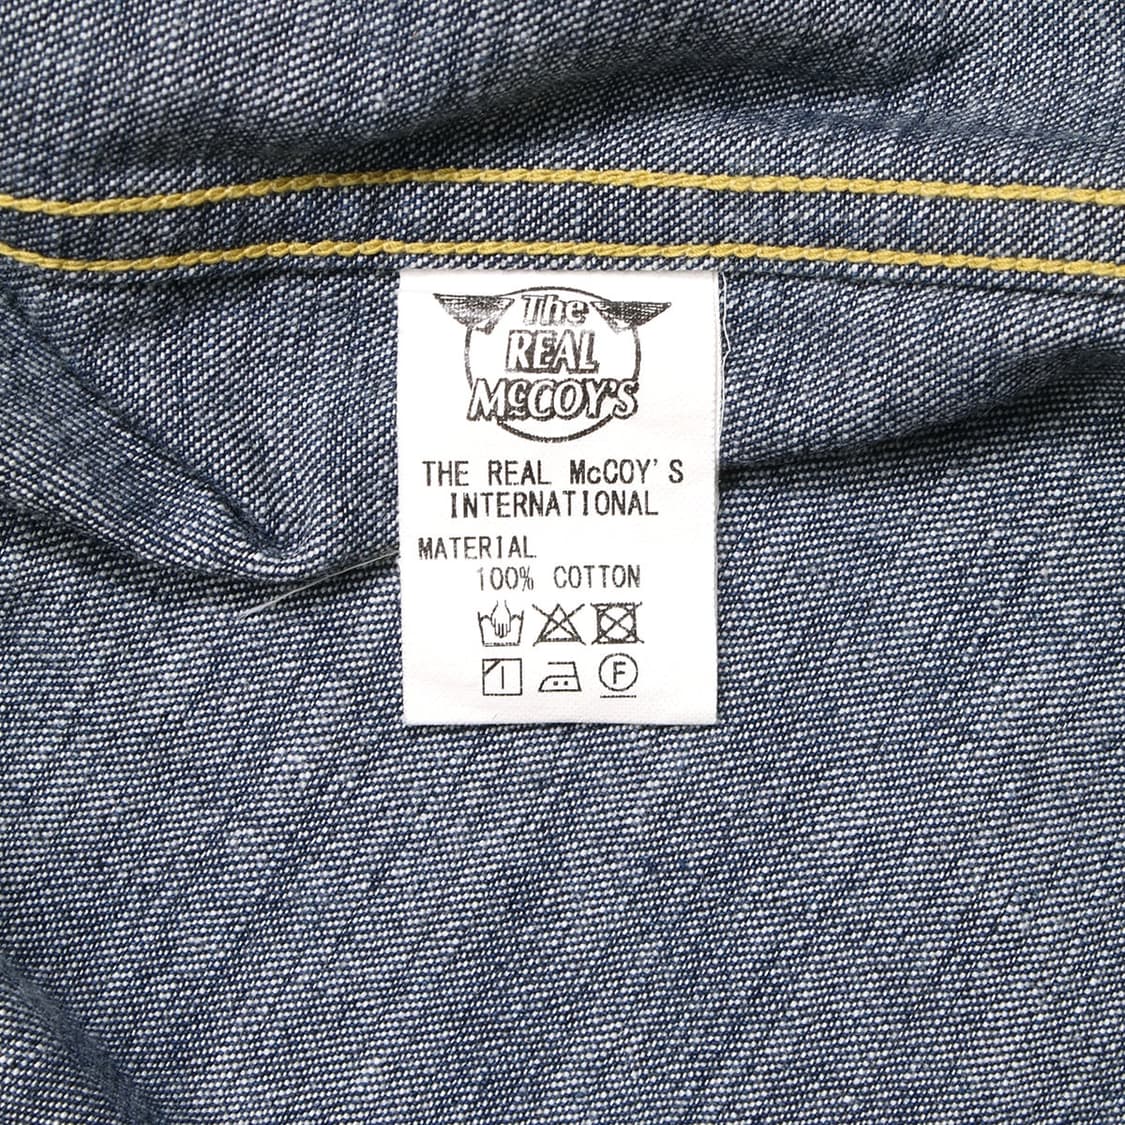 The
REAL
McCOY'S
THE REAL McCOY'S
INTERNATIONAL
MATERIAL
100% COTTON
F